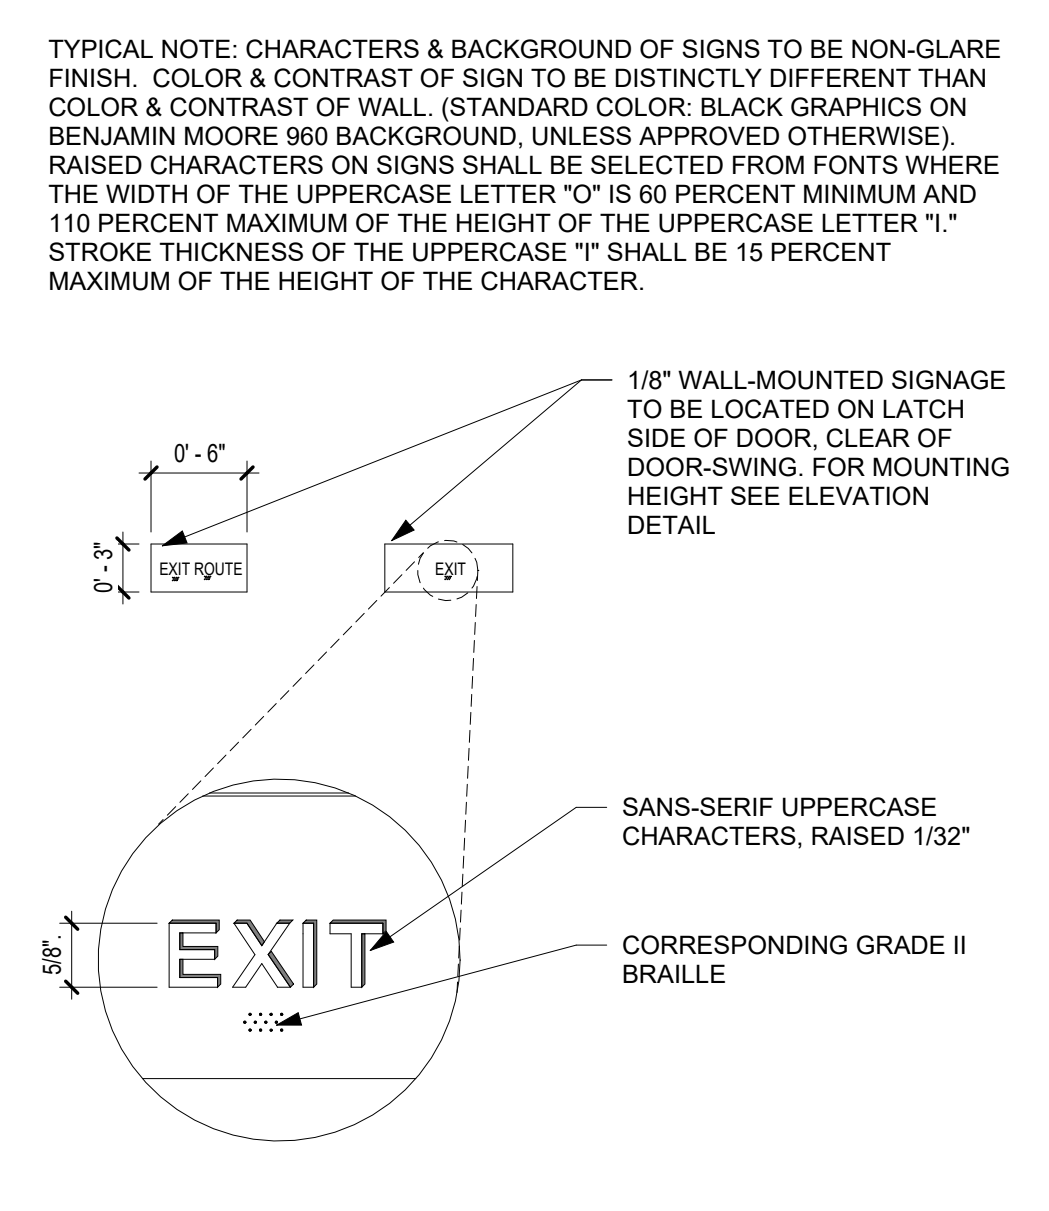 TYPICAL NOTE: CHARACTERS & BACKGROUND OF SIGNS TO BE NON-GLARE
FINISH.  COLOR & CONTRAST OF SIGN TO BE DISTINCTLY DIFFERENT THAN
COLOR & CONTRAST OF WALL. (STANDARD COLOR: BLACK GRAPHICS ON
BENJAMIN MOORE 960 BACKGROUND, UNLESS APPROVED OTHERWISE).
RAISED CHARACTERS ON SIGNS SHALL BE SELECTED FROM FONTS WHERE
THE WIDTH OF THE UPPERCASE LETTER "O" IS 60 PERCENT MINIMUM AND
110 PERCENT MAXIMUM OF THE HEIGHT OF THE UPPERCASE LETTER "I."
STROKE THICKNESS OF THE UPPERCASE "I" SHALL BE 15 PERCENT
MAXIMUM OF THE HEIGHT OF THE CHARACTER.
1/8" WALL-MOUNTED SIGNAGE
TO BE LOCATED ON LATCH
SIDE OF DOOR, CLEAR OF
DOOR-SWING. FOR MOUNTING
HEIGHT SEE ELEVATION
DETAIL
0' - 6"
0' - 3"
EXIT ROUTE
EXIT
SANS-SERIF UPPERCASE
CHARACTERS, RAISED 1/32"
5/8".
EXIT
CORRESPONDING GRADE II
BRAILLE